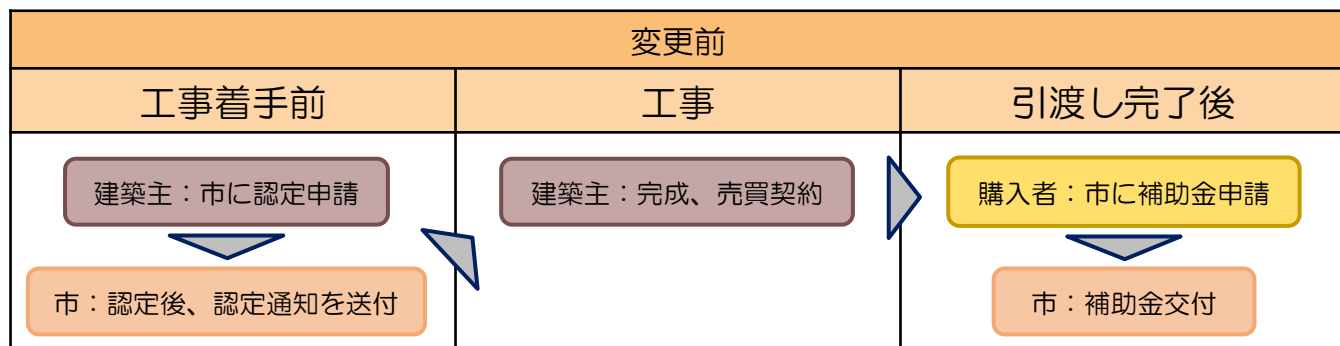 変更前
工事着手前
工事
引渡し完了後
建築主：市に認定申請
建築主：完成、売買契約
購入者：市に補助金申請
市：認定後、認定通知を送付
市：補助金交付